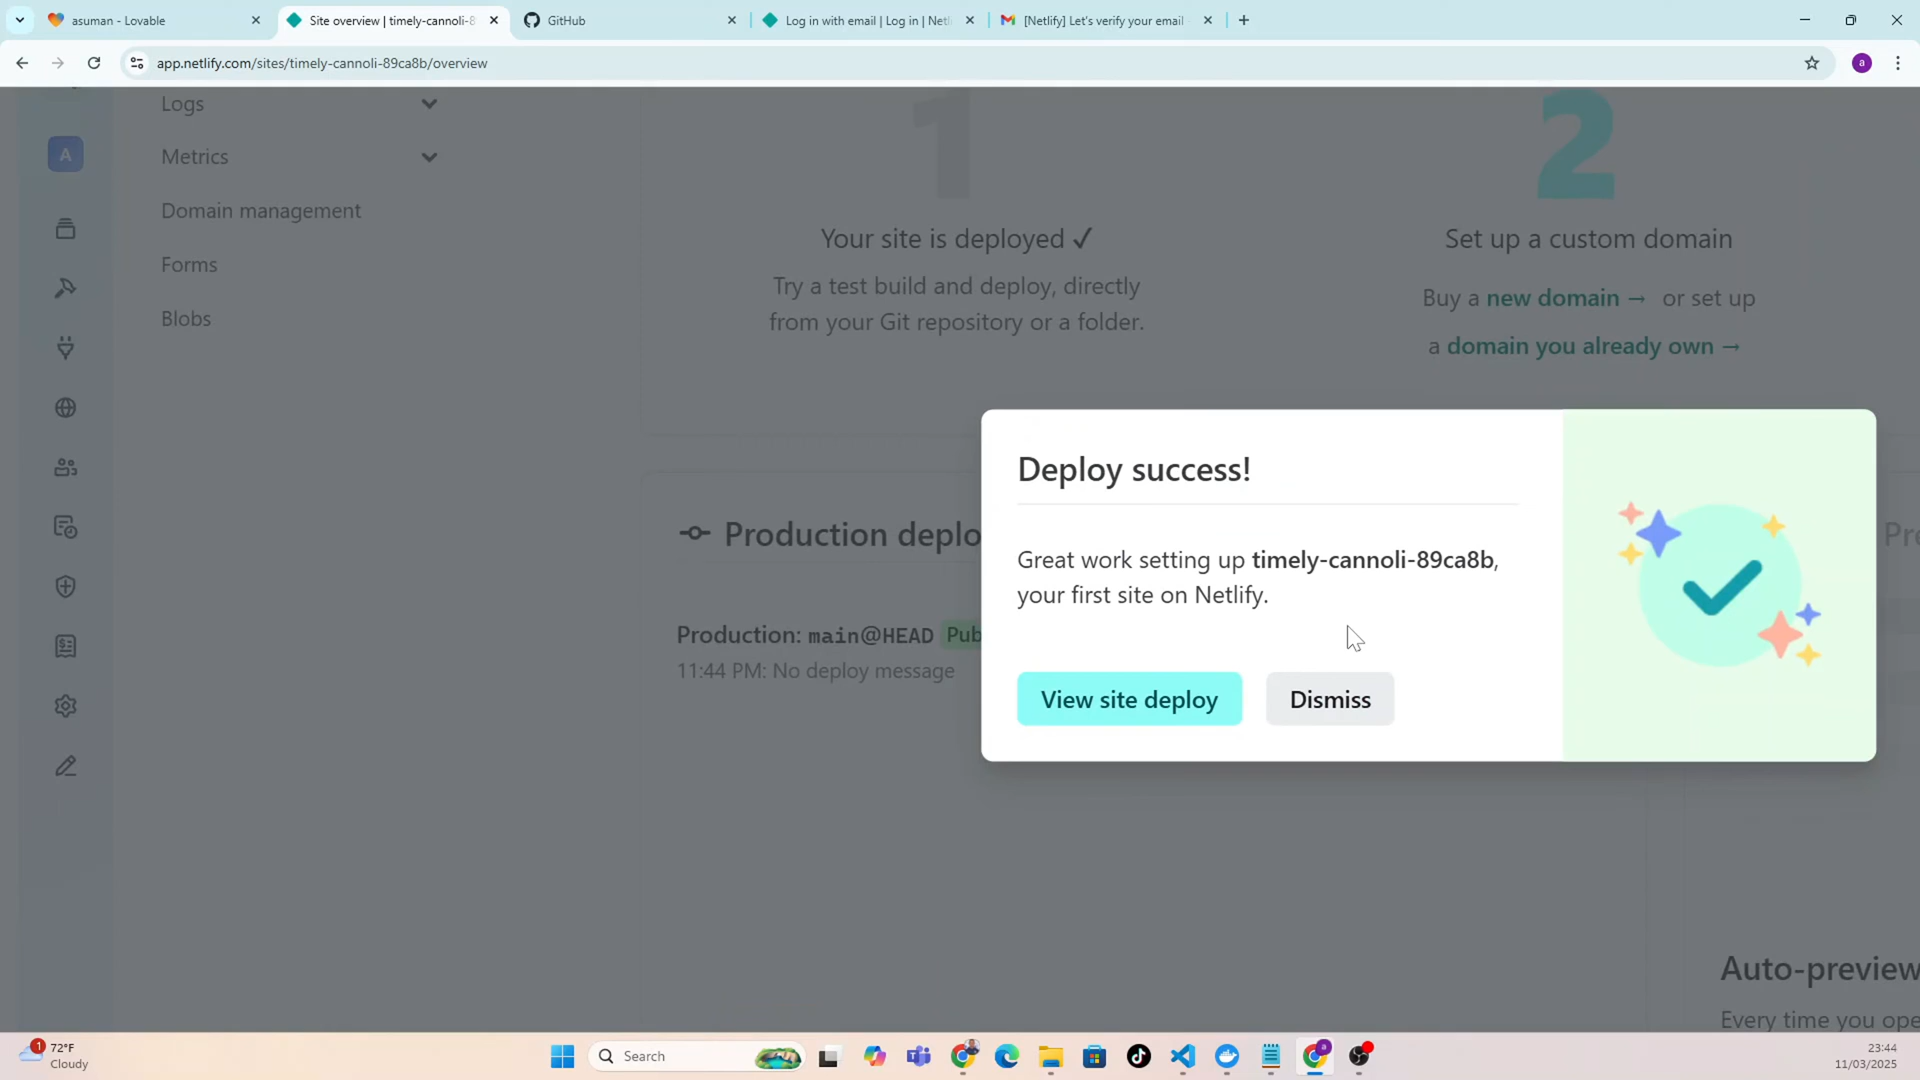 asuman - Lovable
Site overview | timely-cannoli-8
GitHub
Log in with email | Log in | Netl
[Netlify] Let's verify your email
app.netlify.com/sites/timely-cannoli-89ca8b/overview
a
Logs
Metrics
Domain management
Forms
Blobs
A
1
Your site is deployed ✓
Try a test build and deploy, directly
from your Git repository or a folder.
2
Set up a custom domain
Buy a new domain → or set up
a domain you already own →
Production deplo
Production: main@HEAD Pub
11:44 PM: No deploy message
Deploy success!
Great work setting up timely-cannoli-89ca8b,
your first site on Netlify.
View site deploy
Dismiss
Pre
Auto-preview
Every time you ope
1
72°F
Cloudy
Search
a
23:44
11/03/2025